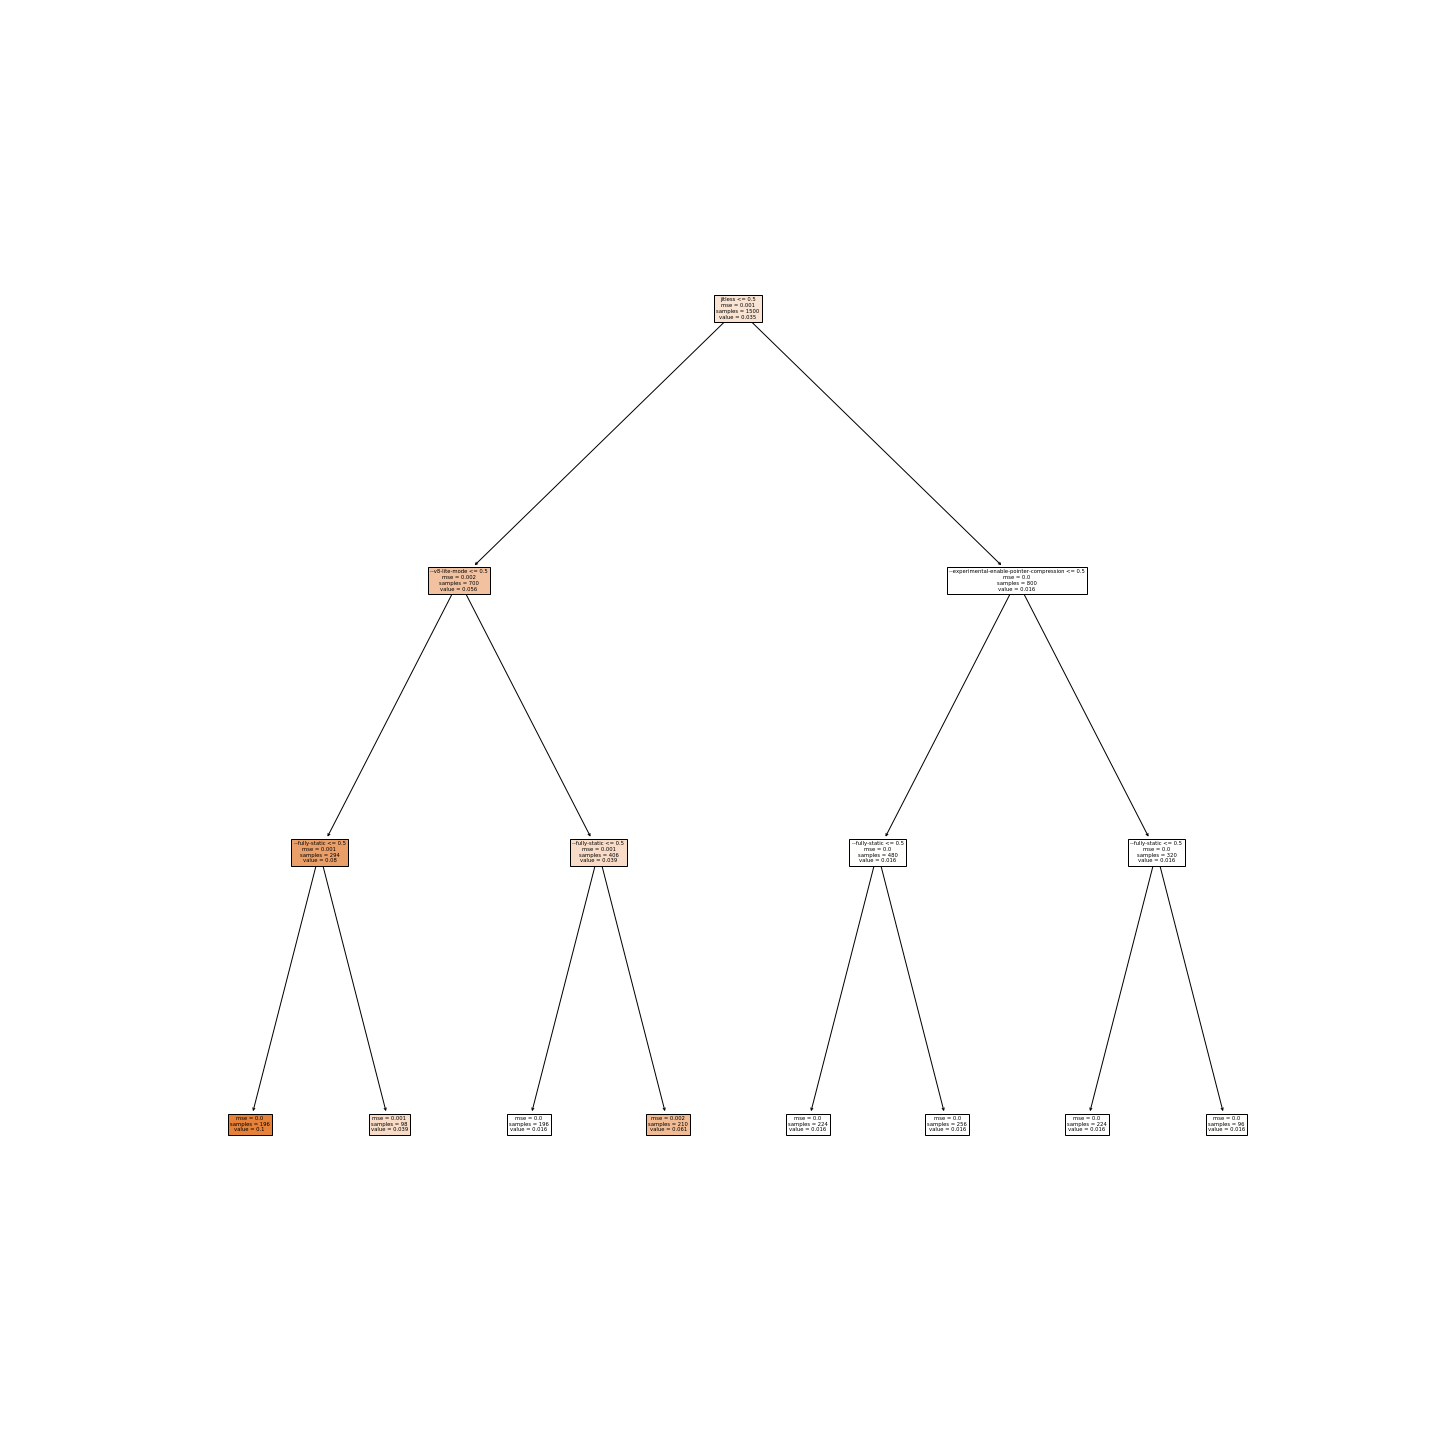 jitless <= 0.5
mse = 0.001
samples = 1500
value = 0.035
--v8-lite-mode <= 0.5
mse = 0.002
samples = 700
value = 0.056
--experimental-enable-pointer-compression <= 0.5
mse = 0.0
samples = 800
value = 0.016
--fully-static <= 0.5
mse = 0.001
samples = 294
value = 0.08
--fully-static <= 0.5
mse = 0.001
samples = 406
value = 0.039
--fully-static <= 0.5
mse = 0.0
samples = 480
value = 0.016
--fully-static <= 0.5
mse = 0.0
samples = 320
value = 0.016
mse = 0.0
samples = 196
value = 0.1
mse = 0.001
samples = 98
value = 0.039
mse = 0.0
samples = 196
value = 0.016
mse = 0.002
samples = 210
value = 0.061
mse = 0.0
samples = 224
value = 0.016
mse = 0.0
samples = 256
value = 0.016
mse = 0.0
samples = 224
value = 0.016
mse = 0.0
samples = 96
value = 0.016